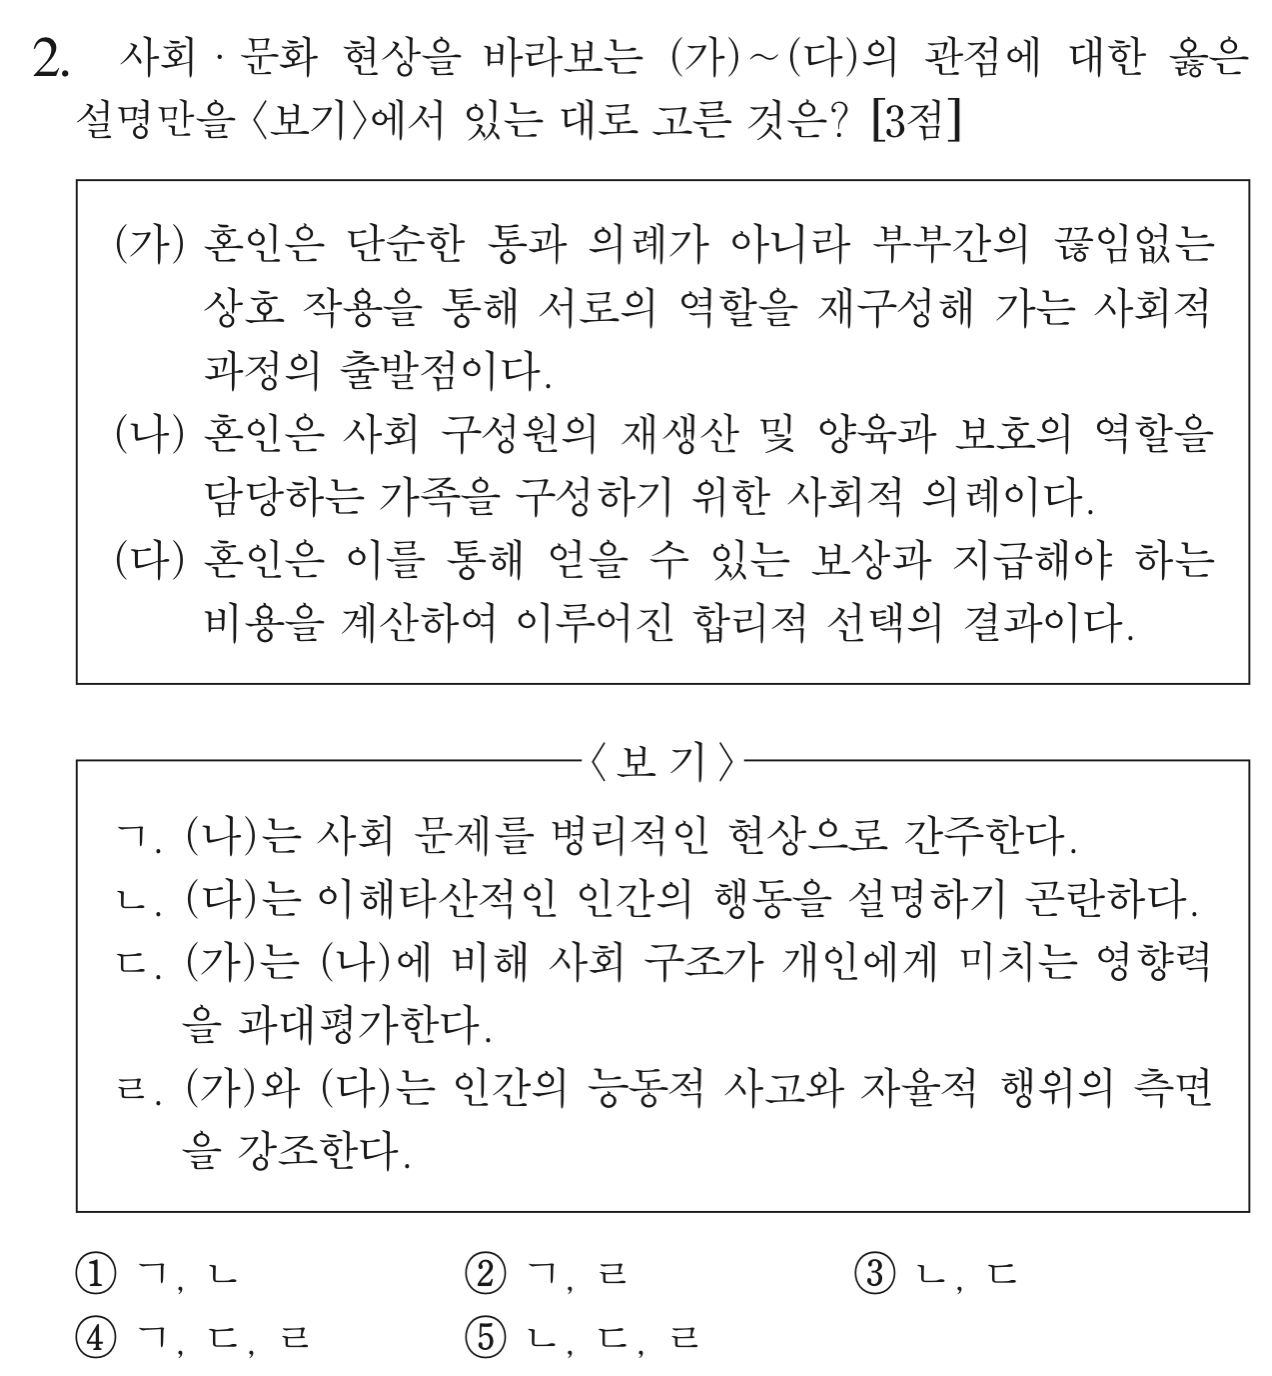 2. 사회 · 문화 현상을 바라보는 (가)~(다)의 관점에 대한 옳은
설명만을 〈보기〉에서 있는 대로 고른 것은? [3점]
(가) 혼인은 단순한 통과 의례가 아니라 부부간의 끊임없는
상호 작용을 통해 서로의 역할을 재구성해 가는 사회적
과정의 출발점이다.
(나) 혼인은 사회 구성원의 재생산 및 양육과 보호의 역할을
담당하는 가족을 구성하기 위한 사회적 의례이다.
(다) 혼인은 이를 통해 얻을 수 있는 보상과 지급해야 하는
비용을 계산하여 이루어진 합리적 선택의 결과이다.
〈보 기〉
ㄱ. (나)는 사회 문제를 병리적인 현상으로 간주한다.
ㄴ. (다)는 이해타산적인 인간의 행동을 설명하기 곤란하다.
ㄷ. (가)는 (나)에 비해 사회 구조가 개인에게 미치는 영향력
을 과대평가한다.
ㄹ. (가)와 (다)는 인간의 능동적 사고와 자율적 행위의 측면
을 강조한다.
① ㄱ, ㄴ ② ㄱ, ㄹ ③ ㄴ, ㄷ
④ ㄱ, ㄷ, ㄹ ⑤ ㄴ, ㄷ, ㄹ